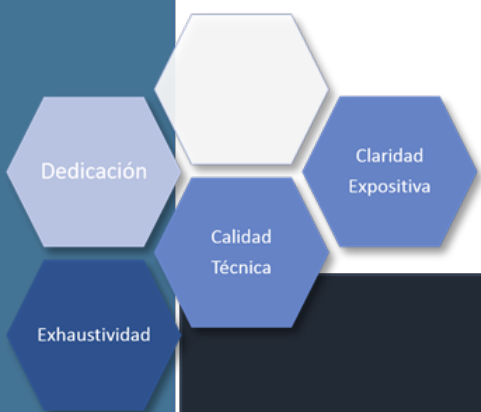 Dedicación
Claridad
Expositiva
Calidad
Técnica
Exhaustividad